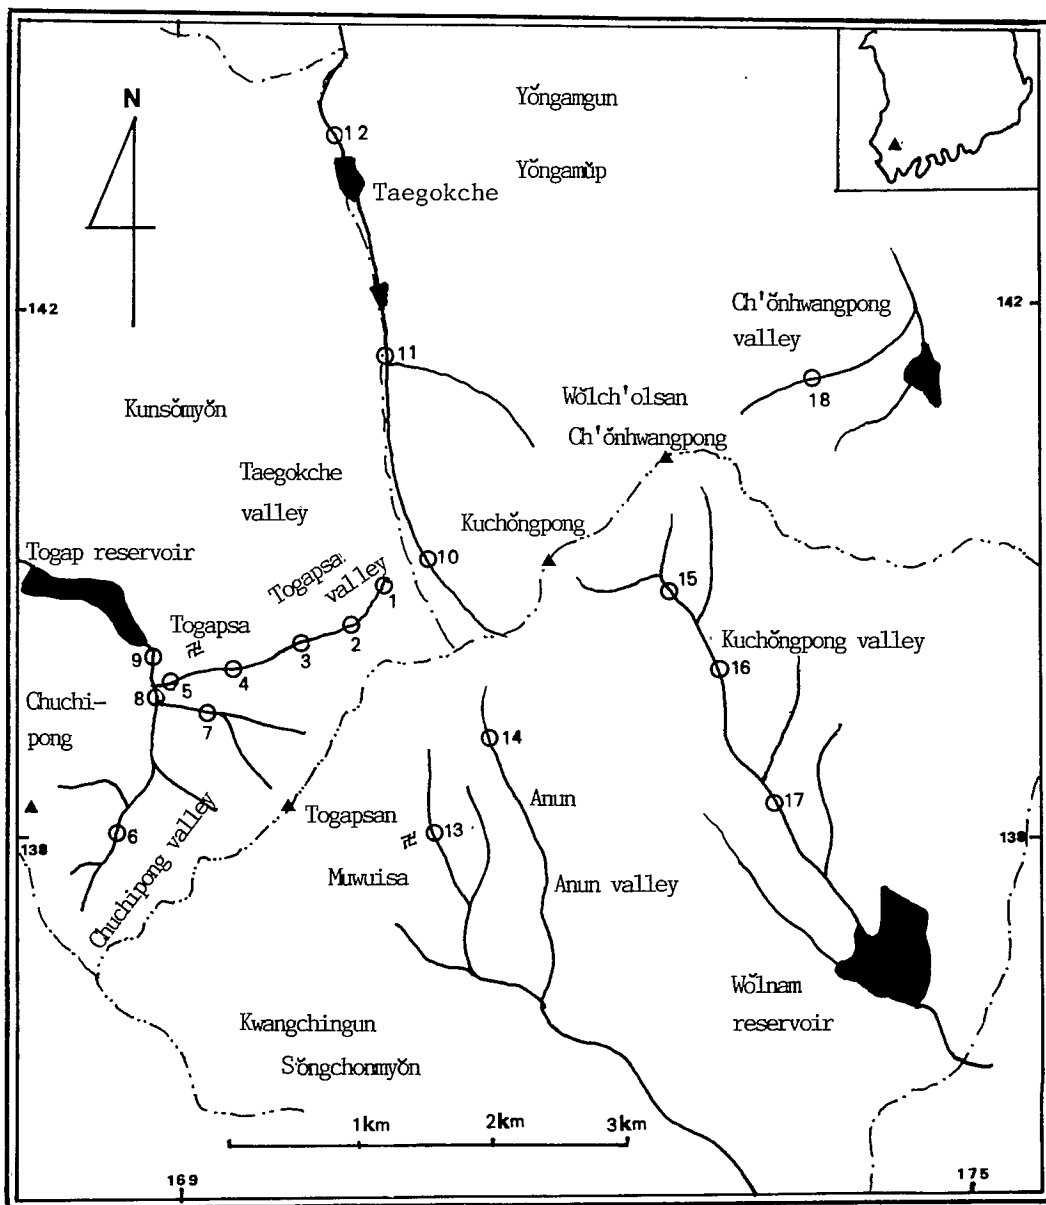 N
12
Yŏngamgun
Yŏngamŭp
Taegokche
142
142
Ch'ŏnhwangpong
valley
11
18
Kunsŏmyŏn
Wŏlch'olsan
Ch'ŏnhwangpong
Taegokche
valley
Kuchŏngpong
Togap reservoir
10
Togapsa
valley
1
15
Togapsa
卍
2
3
Kuchŏngpong valley
9
4
16
5
8
Chuchi-
pong
7
14
17
Anun
Togapsan
卍
13
6
138
138
Muwuisa
Anun valley
Chuchipong valley
Wŏlnam
reservoir
Kwangchingun
Sŏngchonmyŏn
1km
2km
3km
169
175